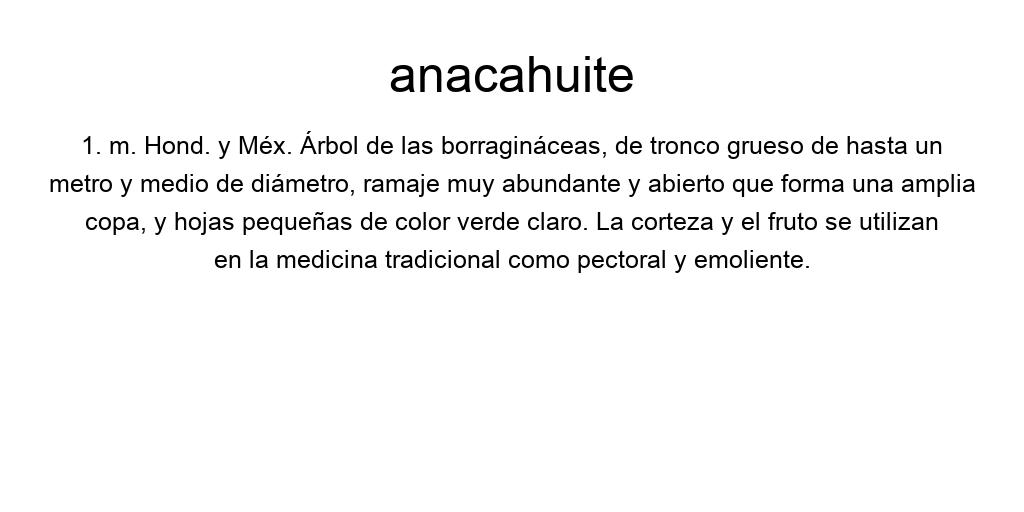 anacahuite
1. m. Hond. y Méx. Árbol de las borragináceas, de tronco grueso de hasta un
metro y medio de diámetro, ramaje muy abundante y abierto que forma una amplia
copa, y hojas pequeñas de color verde claro. La corteza y el fruto se utilizan
en la medicina tradicional como pectoral y emoliente.